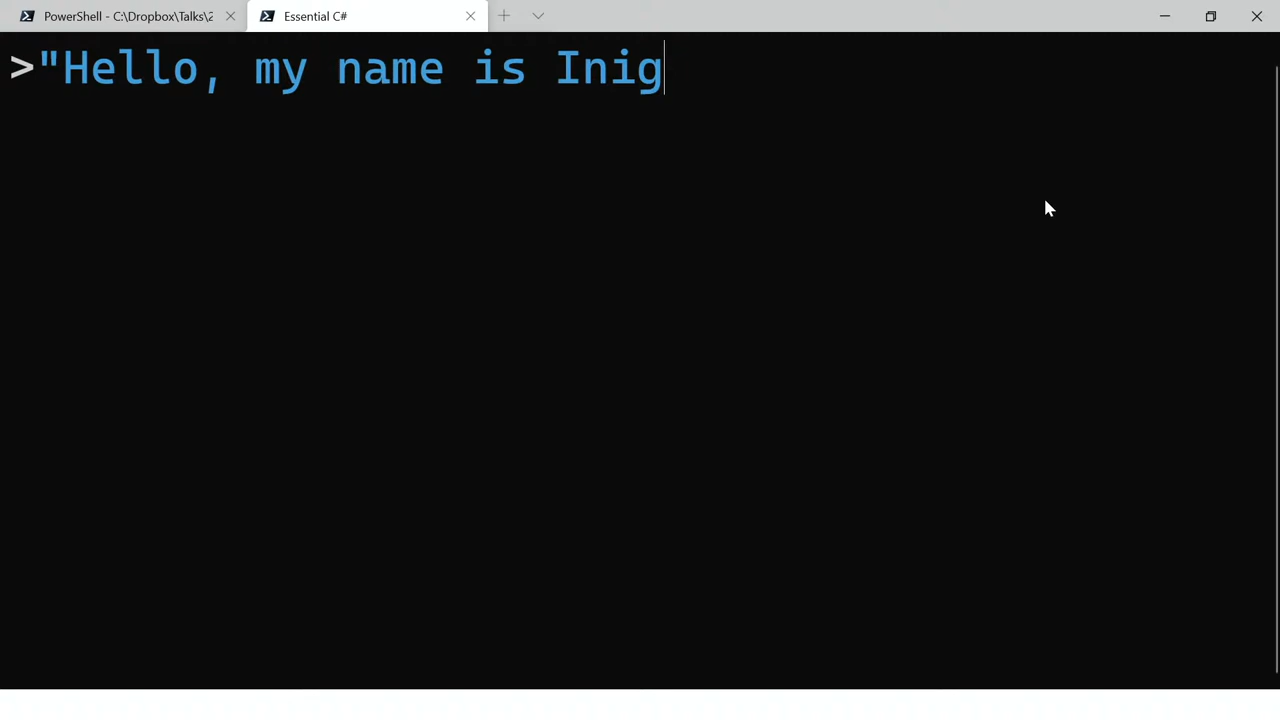 PowerShell - C:\Dropbox\Talks\2
Essential C#
>"Hello, my name is Inig